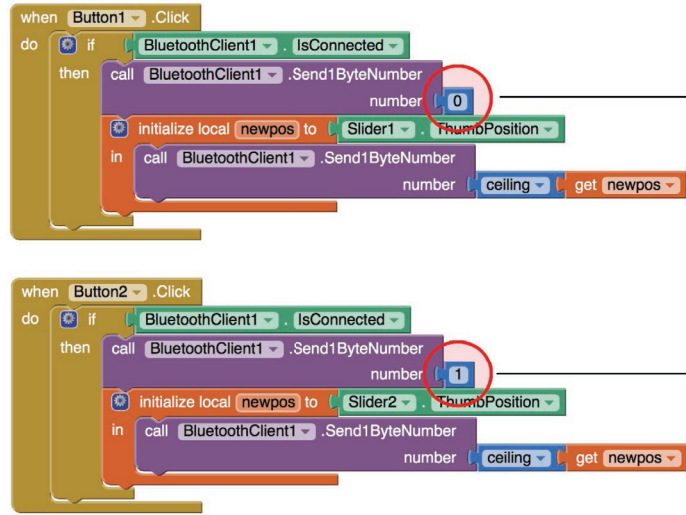 when Button1 .Click
do if BluetoothClient1 . IsConnected
then call BluetoothClient1 .Send1ByteNumber
number 0
initialize local newpos to Slider1 . ThumbPosition
in call BluetoothClient1 .Send1ByteNumber
number ceiling get newpos
when Button2 .Click
do if BluetoothClient1 . IsConnected
then call BluetoothClient1 .Send1ByteNumber
number 1
initialize local newpos to Slider2 . ThumbPosition
in call BluetoothClient1 .Send1ByteNumber
number ceiling get newpos